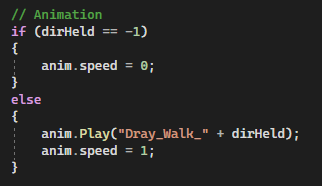 // Animation
if (dirHeld == -1)
{
    anim.speed = 0;
}
else
{
    anim.Play("Dray_Walk_" + dirHeld);
    anim.speed = 1;
}